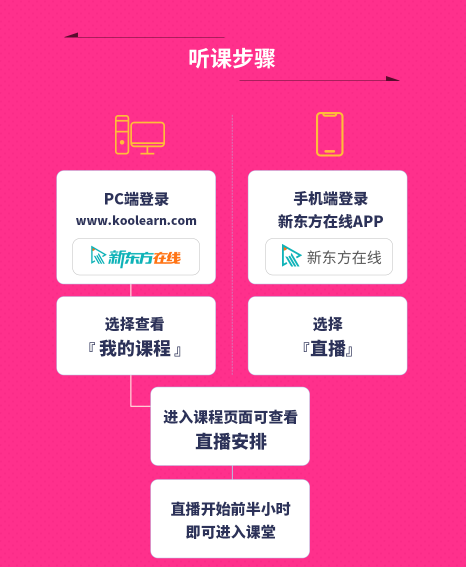 听课步骤
PC端登录
www.koolearn.com
新东方在线
选择查看
『我的课程』
手机端登录
新东方在线APP
新东方在线
选择
『直播』
进入课程页面可查看
直播安排
直播开始前半小时
即可进入课堂